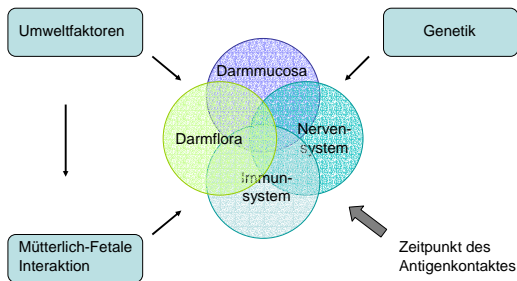 Umweltfaktoren
Genetik
Darmmucosa
Darmflora
Nerven-
system
Immun-
system
Mütterlich-Fetale
Interaktion
Zeitpunkt des
Antigenkontaktes